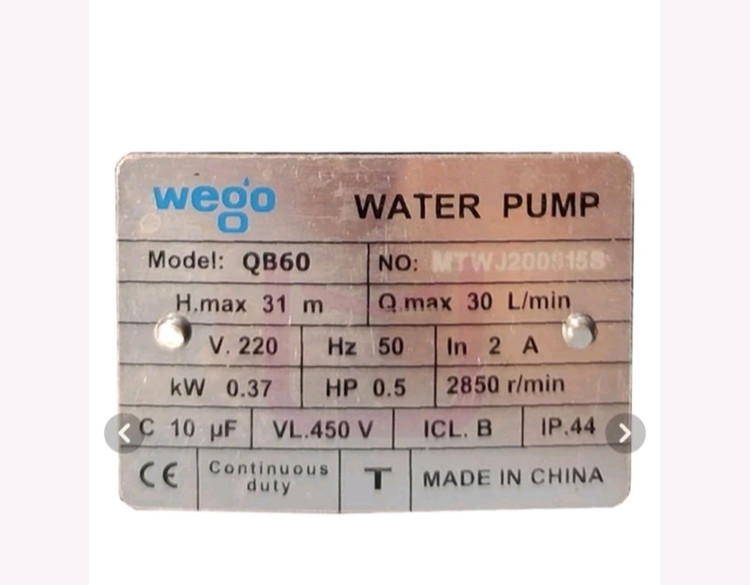 wego
WATER PUMP
Model: QB60 NO: MTWJ200815S
H.max 31 m Q.max 30 L/min
V. 220 Hz 50 In 2 A
kW 0.37 HP 0.5 2850 r/min
C 10 µF VL.450 V ICL. B IP.44
CE Continuous duty T MADE IN CHINA